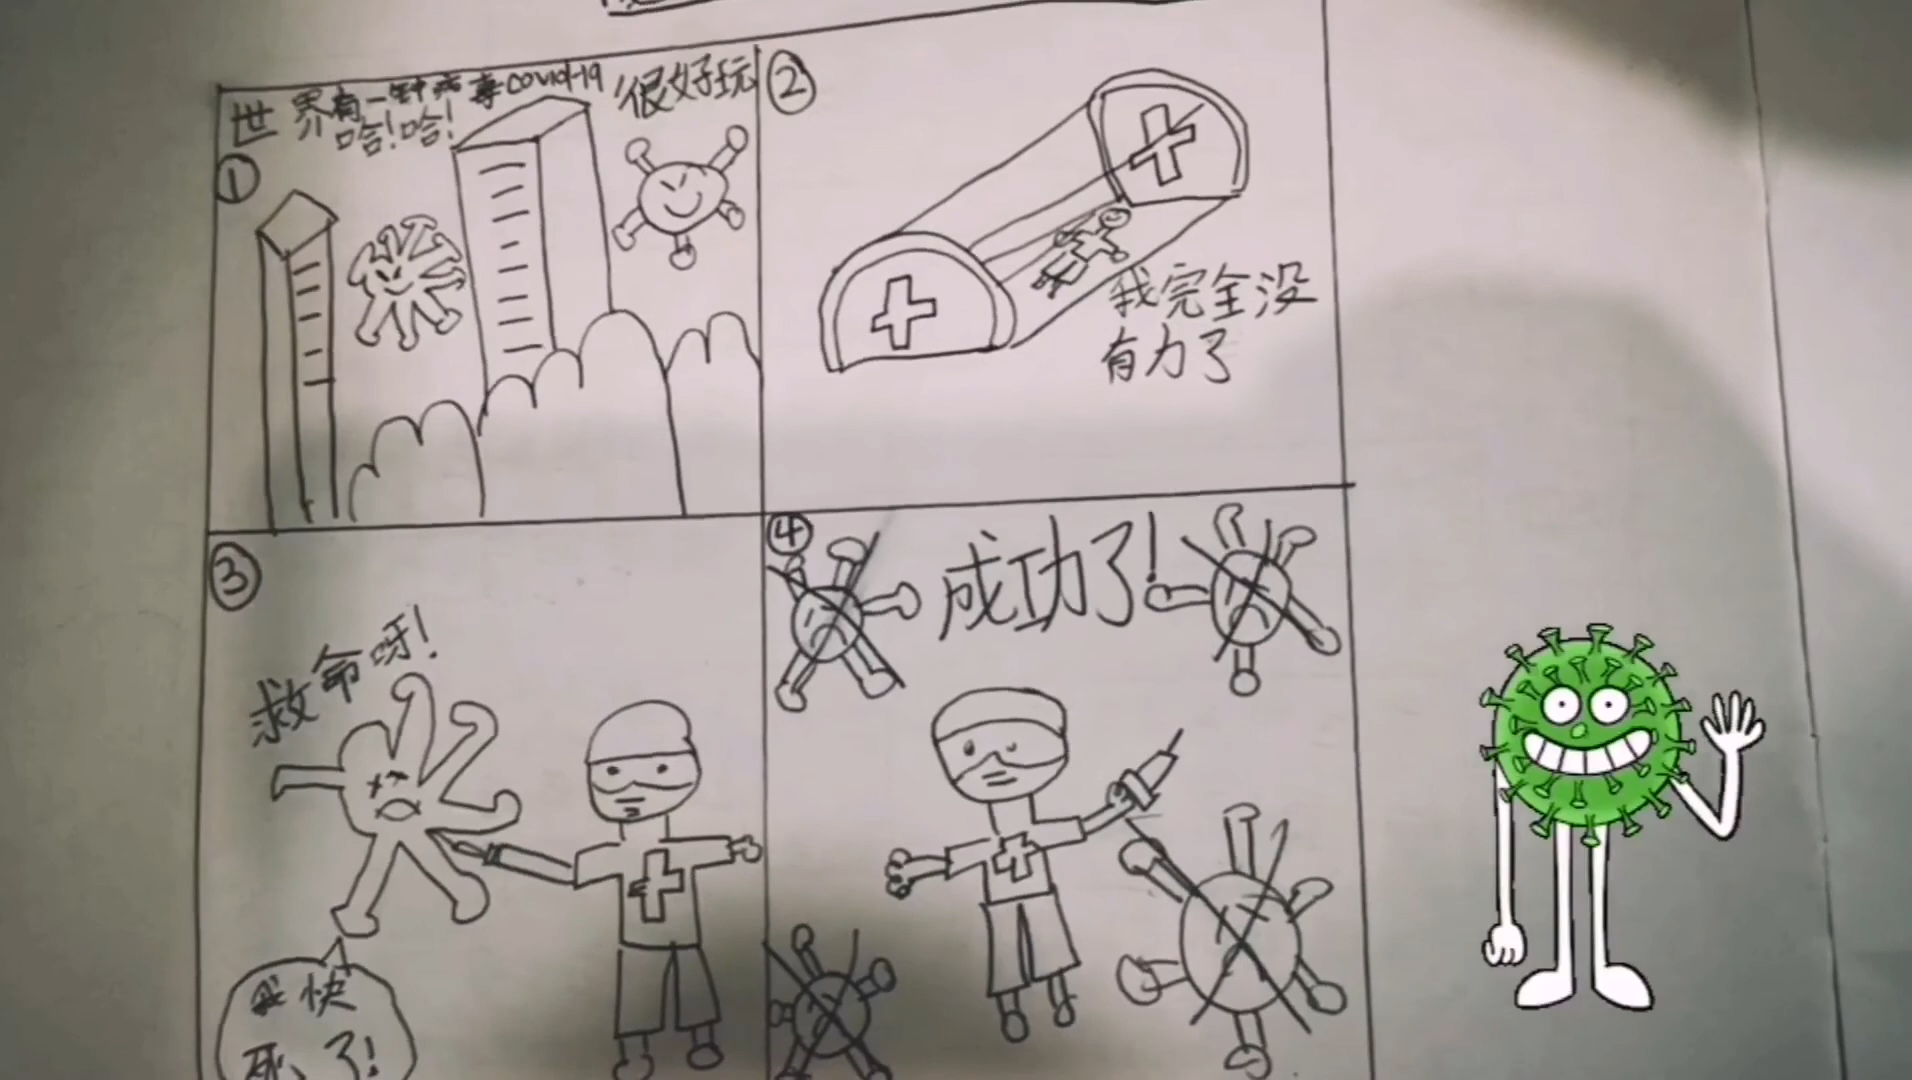 世界有一种病毒covid-19
哈!哈!
很好玩
①
②
我完全没
有力了
③
救命呀!
我快
死了!
④
成功了!